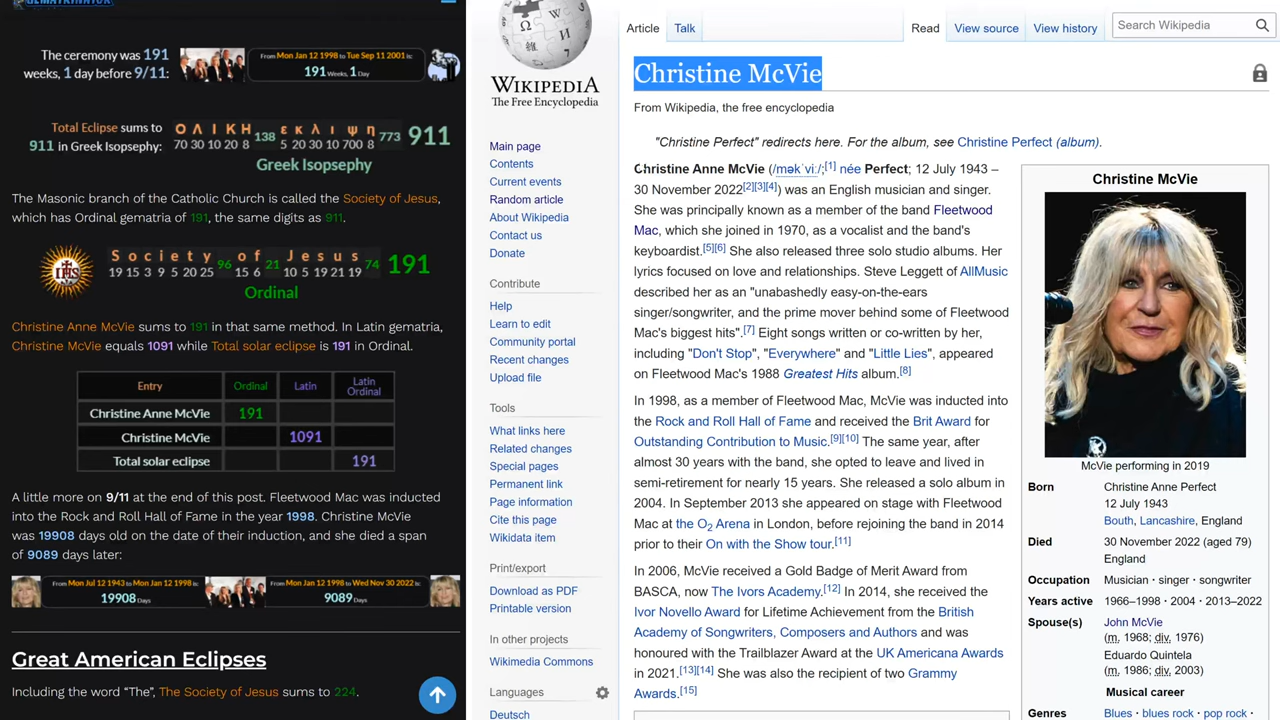 The ceremony was 191
weeks, 1 day before 9/11:
From Mon Jan 12 1998 to Tue Sep 11 2001 is:
191 Weeks, 1 Day
Total Eclipse sums to
911 in Greek Isopsephy:
Ο Λ Ι Κ Η 138 ε κ λ ι ψ η 773 911
70 30 10 20 8 5 20 30 10 700 8
Greek Isopsephy
The Masonic branch of the Catholic Church is called the Society of Jesus,
which has Ordinal gematria of 191, the same digits as 911.
S o c i e t y 96 o f 21 J e s u s 74 191
19 15 3 9 5 20 25 15 6 10 5 19 21 19
IHS
Ordinal
Christine Anne McVie sums to 191 in that same method. In Latin gematria,
Christine McVie equals 1091 while Total solar eclipse is 191 in Ordinal.
Entry Ordinal Latin Latin Ordinal
Christine Anne McVie 191
Christine McVie 1091
Total solar eclipse 191
A little more on 9/11 at the end of this post. Fleetwood Mac was inducted
into the Rock and Roll Hall of Fame in the year 1998. Christine McVie
was 19908 days old on the date of their induction, and she died a span
of 9089 days later:
From Mon Jul 12 1943 to Mon Jan 12 1998 is:
19908 Days
From Mon Jan 12 1998 to Wed Nov 30 2022 is:
9089 Days
Great American Eclipses
Including the word "The", The Society of Jesus sums to 224.
WIKIPEDIA
The Free Encyclopedia
Main page
Contents
Current events
Random article
About Wikipedia
Contact us
Donate
Contribute
Help
Learn to edit
Community portal
Recent changes
Upload file
Tools
What links here
Related changes
Special pages
Permanent link
Page information
Cite this page
Wikidata item
Print/export
Download as PDF
Printable version
In other projects
Wikimedia Commons
Languages
Deutsch
Article Talk Read View source View history Search Wikipedia
Christine McVie
From Wikipedia, the free encyclopedia
"Christine Perfect" redirects here. For the album, see Christine Perfect (album).
Christine Anne McVie (/məkˈviː/;[1] née Perfect; 12 July 1943 –
30 November 2022[2][3][4]) was an English musician and singer.
She was principally known as a member of the band Fleetwood
Mac, which she joined in 1970, as a vocalist and the band's
keyboardist.[5][6] She also released three solo studio albums. Her
lyrics focused on love and relationships. Steve Leggett of AllMusic
described her as an "unabashedly easy-on-the-ears
singer/songwriter, and the prime mover behind some of Fleetwood
Mac's biggest hits".[7] Eight songs written or co-written by her,
including "Don't Stop", "Everywhere" and "Little Lies", appeared
on Fleetwood Mac's 1988 Greatest Hits album.[8]
In 1998, as a member of Fleetwood Mac, McVie was inducted into
the Rock and Roll Hall of Fame and received the Brit Award for
Outstanding Contribution to Music.[9][10] The same year, after
almost 30 years with the band, she opted to leave and lived in
semi-retirement for nearly 15 years. She released a solo album in
2004. In September 2013 she appeared on stage with Fleetwood
Mac at the O2 Arena in London, before rejoining the band in 2014
prior to their On with the Show tour.[11]
In 2006, McVie received a Gold Badge of Merit Award from
BASCA, now The Ivors Academy.[12] In 2014, she received the
Ivor Novello Award for Lifetime Achievement from the British
Academy of Songwriters, Composers and Authors and was
honoured with the Trailblazer Award at the UK Americana Awards
in 2021.[13][14] She was also the recipient of two Grammy
Awards.[15]
Christine McVie
McVie performing in 2019
Born Christine Anne Perfect
12 July 1943
Bouth, Lancashire, England
Died 30 November 2022 (aged 79)
England
Occupation Musician · singer · songwriter
Years active 1966–1998 · 2004 · 2013–2022
Spouse(s) John McVie
(m. 1968; div. 1976)
Eduardo Quintela
(m. 1986; div. 2003)
Musical career
Genres Blues · blues rock · pop rock ·